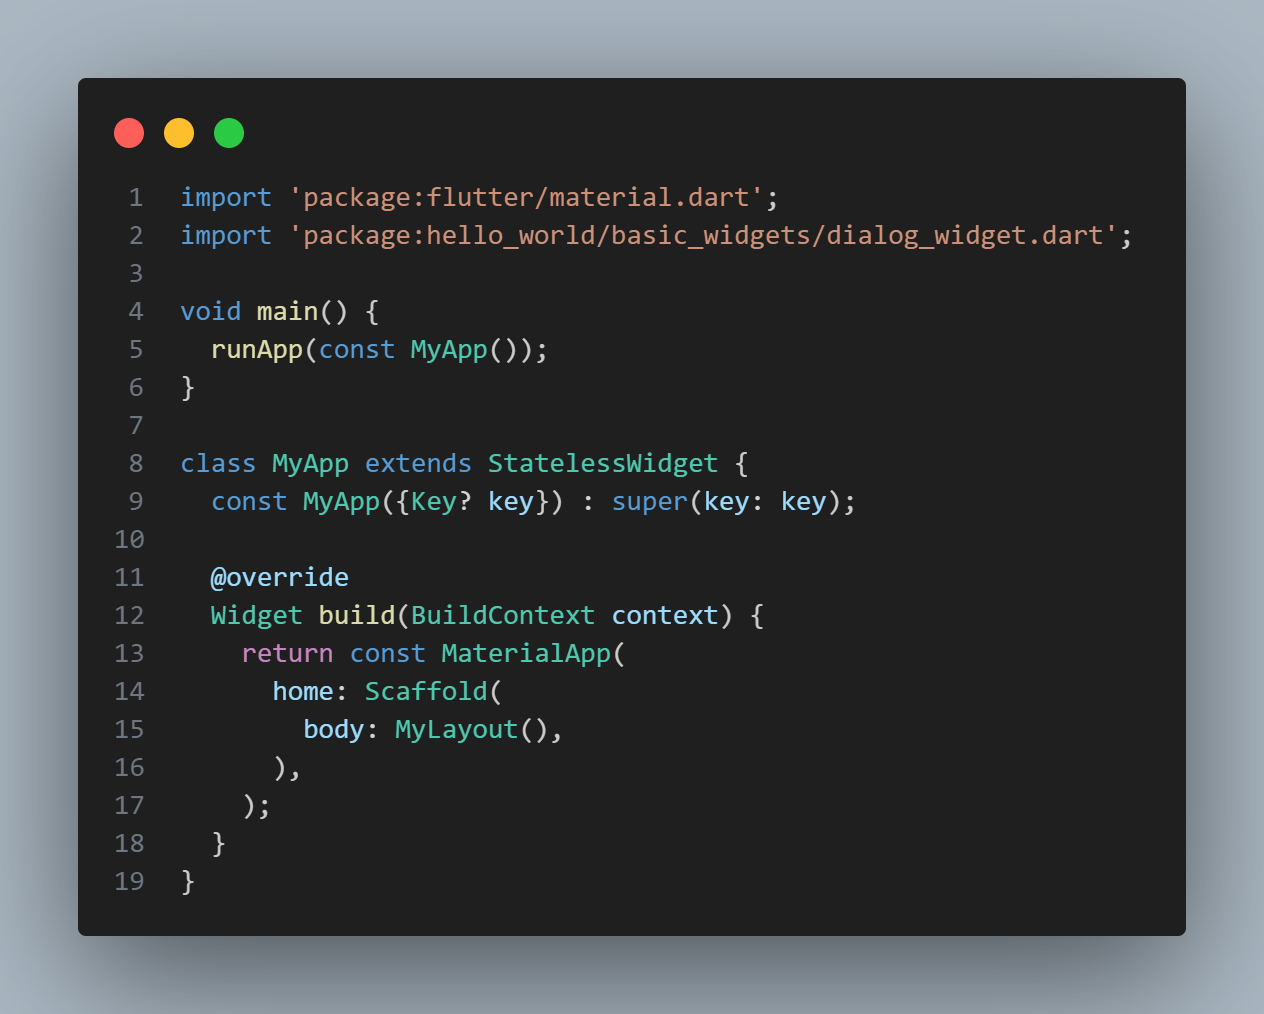 1 import 'package:flutter/material.dart';
2 import 'package:hello_world/basic_widgets/dialog_widget.dart';
3
4 void main() {
5   runApp(const MyApp());
6 }
7
8 class MyApp extends StatelessWidget {
9   const MyApp({Key? key}) : super(key: key);
10
11   @override
12   Widget build(BuildContext context) {
13     return const MaterialApp(
14       home: Scaffold(
15         body: MyLayout(),
16       ),
17     );
18   }
19 }